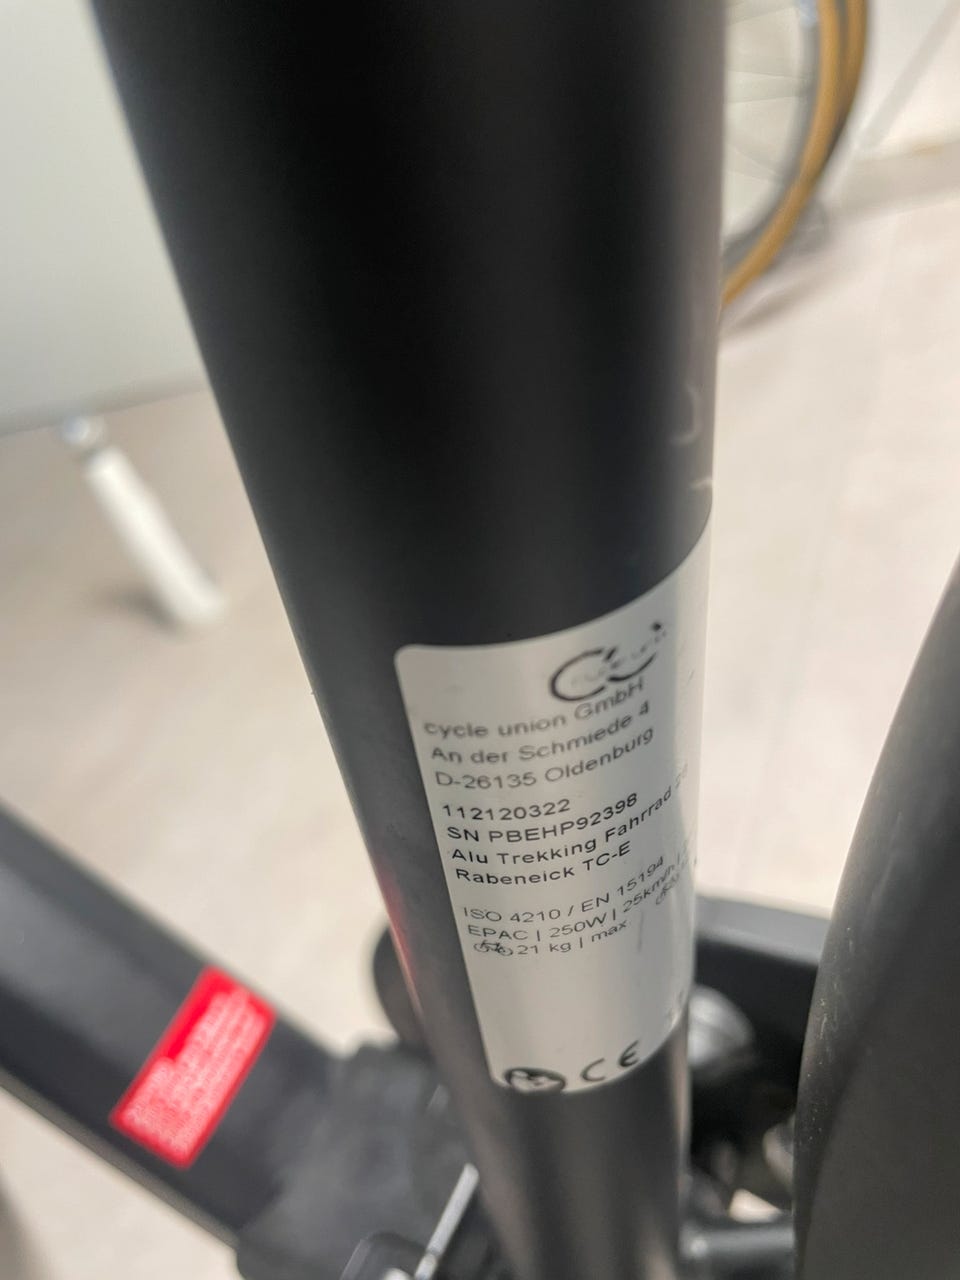 cycle union GmbH
An der Schmiede 4
D-26135 Oldenburg
112120322
SN PBEHP92398
Alu Trekking Fahrrad
Rabeneick TC-E
ISO 4210 / EN 15194
EPAC | 250W | 25km/h |
21 kg | max
CE